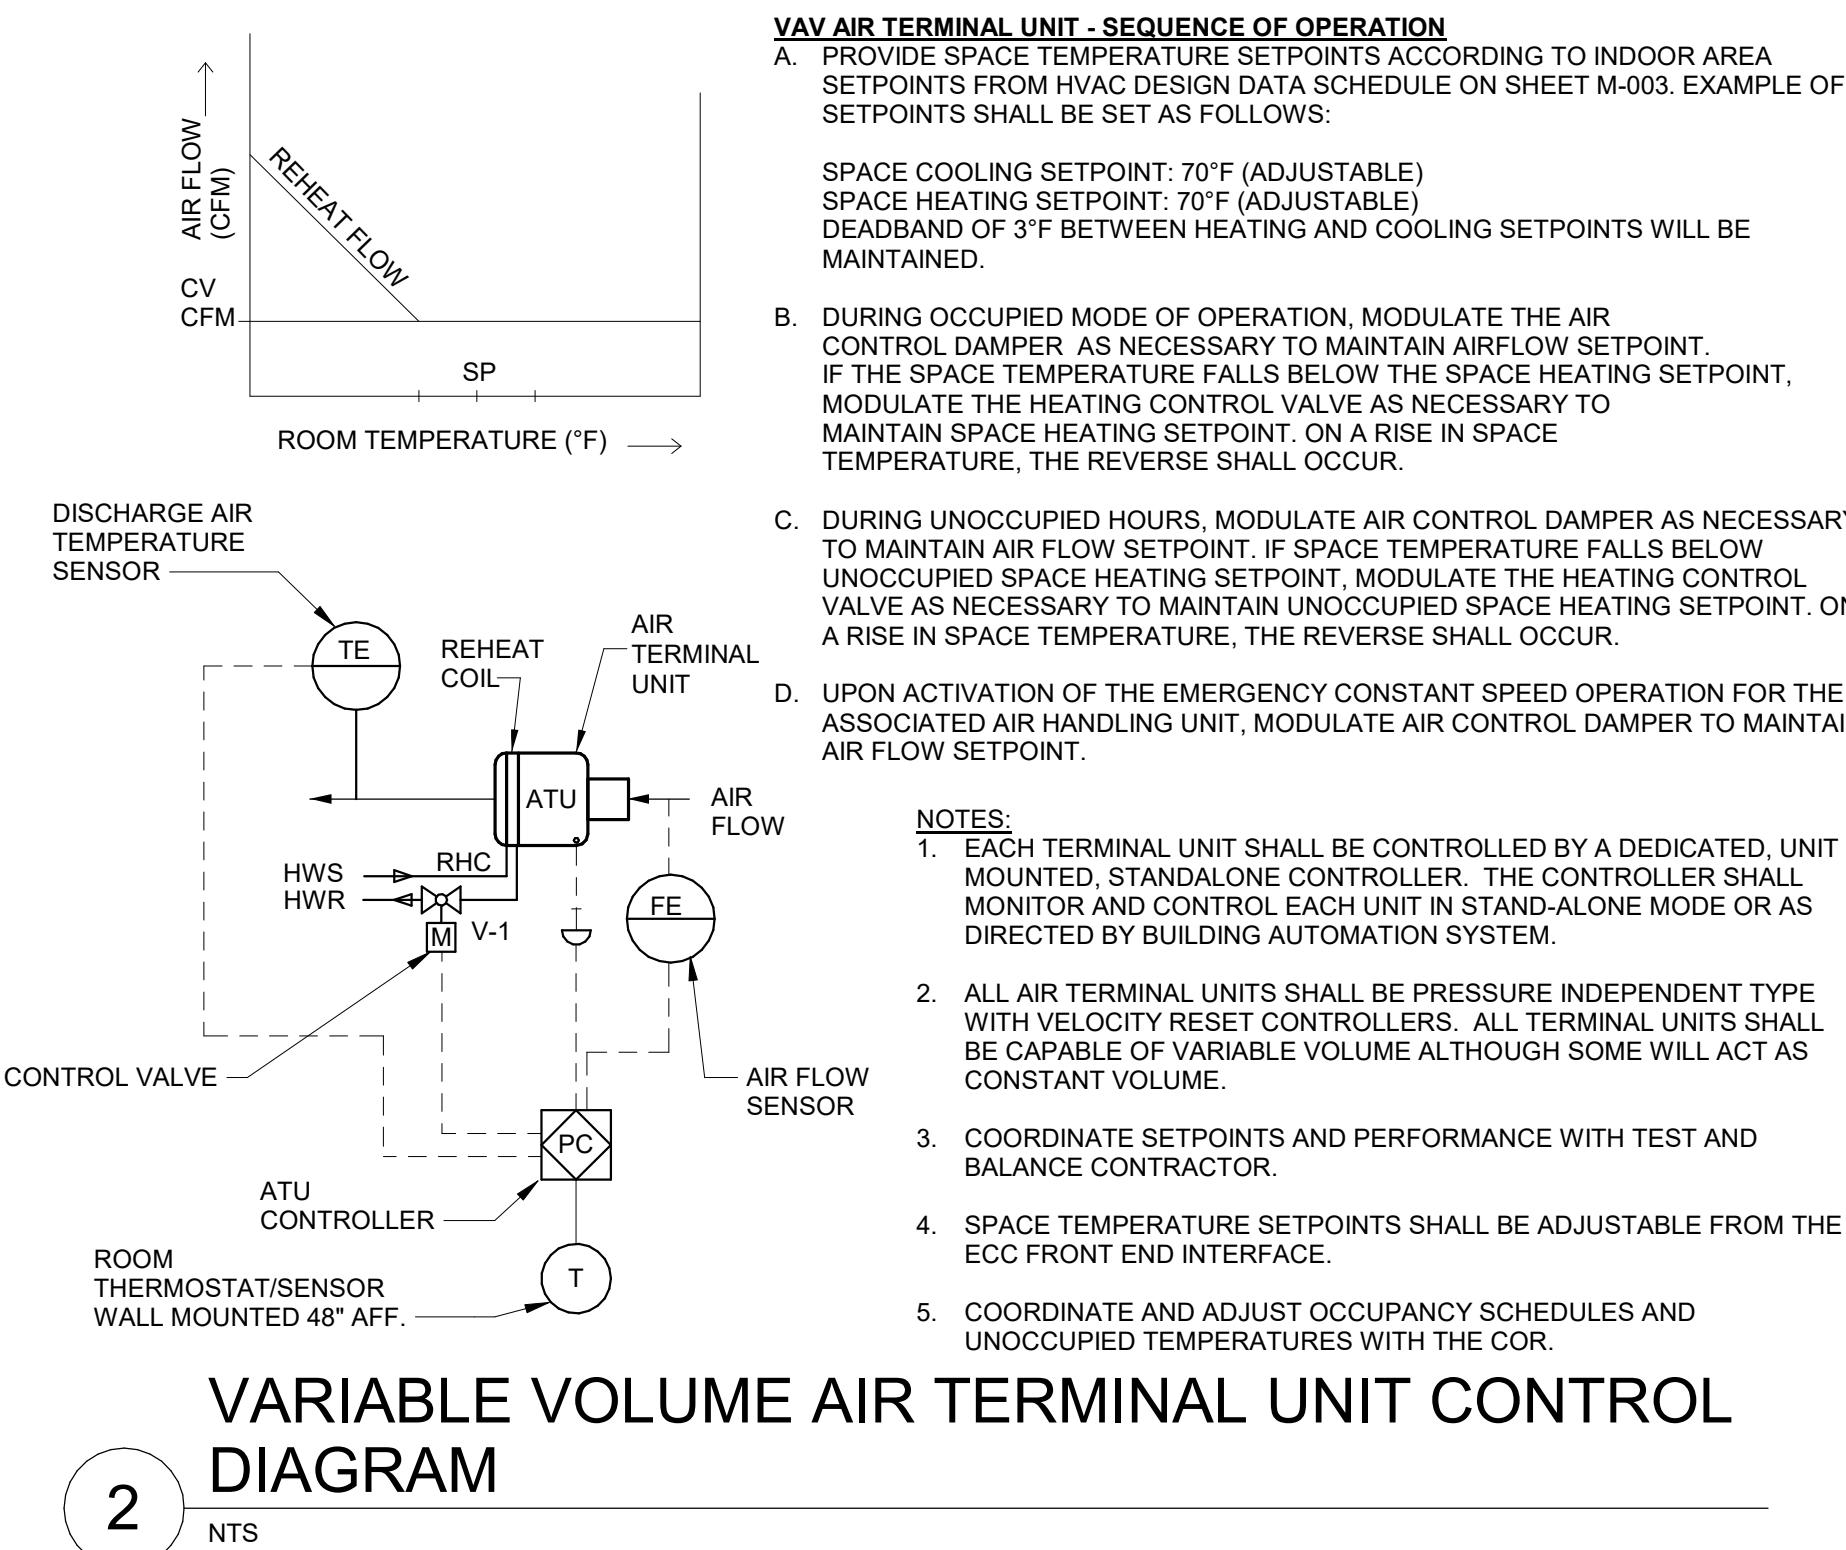 VAV AIR TERMINAL UNIT - SEQUENCE OF OPERATION
A. PROVIDE SPACE TEMPERATURE SETPOINTS ACCORDING TO INDOOR AREA
SETPOINTS FROM HVAC DESIGN DATA SCHEDULE ON SHEET M-003. EXAMPLE OF
SETPOINTS SHALL BE SET AS FOLLOWS:
SPACE COOLING SETPOINT: 70°F (ADJUSTABLE)
SPACE HEATING SETPOINT: 70°F (ADJUSTABLE)
DEADBAND OF 3°F BETWEEN HEATING AND COOLING SETPOINTS WILL BE
MAINTAINED.
B. DURING OCCUPIED MODE OF OPERATION, MODULATE THE AIR
CONTROL DAMPER AS NECESSARY TO MAINTAIN AIRFLOW SETPOINT.
IF THE SPACE TEMPERATURE FALLS BELOW THE SPACE HEATING SETPOINT,
MODULATE THE HEATING CONTROL VALVE AS NECESSARY TO
MAINTAIN SPACE HEATING SETPOINT. ON A RISE IN SPACE
TEMPERATURE, THE REVERSE SHALL OCCUR.
C. DURING UNOCCUPIED HOURS, MODULATE AIR CONTROL DAMPER AS NECESSARY
TO MAINTAIN AIR FLOW SETPOINT. IF SPACE TEMPERATURE FALLS BELOW
UNOCCUPIED SPACE HEATING SETPOINT, MODULATE THE HEATING CONTROL
VALVE AS NECESSARY TO MAINTAIN UNOCCUPIED SPACE HEATING SETPOINT. ON
A RISE IN SPACE TEMPERATURE, THE REVERSE SHALL OCCUR.
D. UPON ACTIVATION OF THE EMERGENCY CONSTANT SPEED OPERATION FOR THE
ASSOCIATED AIR HANDLING UNIT, MODULATE AIR CONTROL DAMPER TO MAINTAI
AIR FLOW SETPOINT.
NOTES:
1. EACH TERMINAL UNIT SHALL BE CONTROLLED BY A DEDICATED, UNIT
MOUNTED, STANDALONE CONTROLLER. THE CONTROLLER SHALL
MONITOR AND CONTROL EACH UNIT IN STAND-ALONE MODE OR AS
DIRECTED BY BUILDING AUTOMATION SYSTEM.
2. ALL AIR TERMINAL UNITS SHALL BE PRESSURE INDEPENDENT TYPE
WITH VELOCITY RESET CONTROLLERS. ALL TERMINAL UNITS SHALL
BE CAPABLE OF VARIABLE VOLUME ALTHOUGH SOME WILL ACT AS
CONSTANT VOLUME.
3. COORDINATE SETPOINTS AND PERFORMANCE WITH TEST AND
BALANCE CONTRACTOR.
4. SPACE TEMPERATURE SETPOINTS SHALL BE ADJUSTABLE FROM THE
ECC FRONT END INTERFACE.
5. COORDINATE AND ADJUST OCCUPANCY SCHEDULES AND
UNOCCUPIED TEMPERATURES WITH THE COR.
AIR FLOW
(CFM)
REHEAT FLOW
CV
CFM
SP
ROOM TEMPERATURE (°F)
DISCHARGE AIR
TEMPERATURE
SENSOR
TE
REHEAT
COIL
AIR
TERMINAL
UNIT
ATU
AIR
FLOW
HWS
HWR
RHC
V-1
M
FE
CONTROL VALVE
AIR FLOW
SENSOR
PC
ATU
CONTROLLER
ROOM
THERMOSTAT/SENSOR
WALL MOUNTED 48" AFF.
T
VARIABLE VOLUME AIR TERMINAL UNIT CONTROL
DIAGRAM
2
NTS